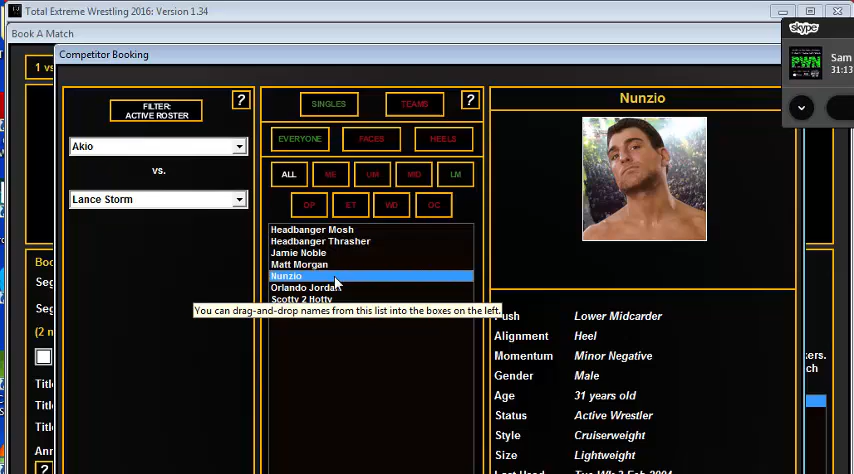 Total Extreme Wrestling 2016: Version 1.34
Book A Match
skype
Competitor Booking
1 vs
Sam
31:13
PWN
FILTER:
ACTIVE ROSTER
?
SINGLES
TEAMS
?
Nunzio
EVERYONE
FACES
HEELS
Akio
vs.
Lance Storm
ALL
ME
UM
MID
LM
OP
ET
WD
OC
Headbanger Mosh
Headbanger Thrasher
Jamie Noble
Matt Morgan
Nunzio
Orlando Jordan
Scotty 2 Hotty
You can drag-and-drop names from this list into the boxes on the left.
Boo
Seg
Seg
(2 n
Titl
Titl
Titl
Ann
?
Push Lower Midcarder
Alignment Heel
Momentum Minor Negative
Gender Male
Age 31 years old
Status Active Wrestler
Style Cruiserweight
Size Lightweight
kers.
ch